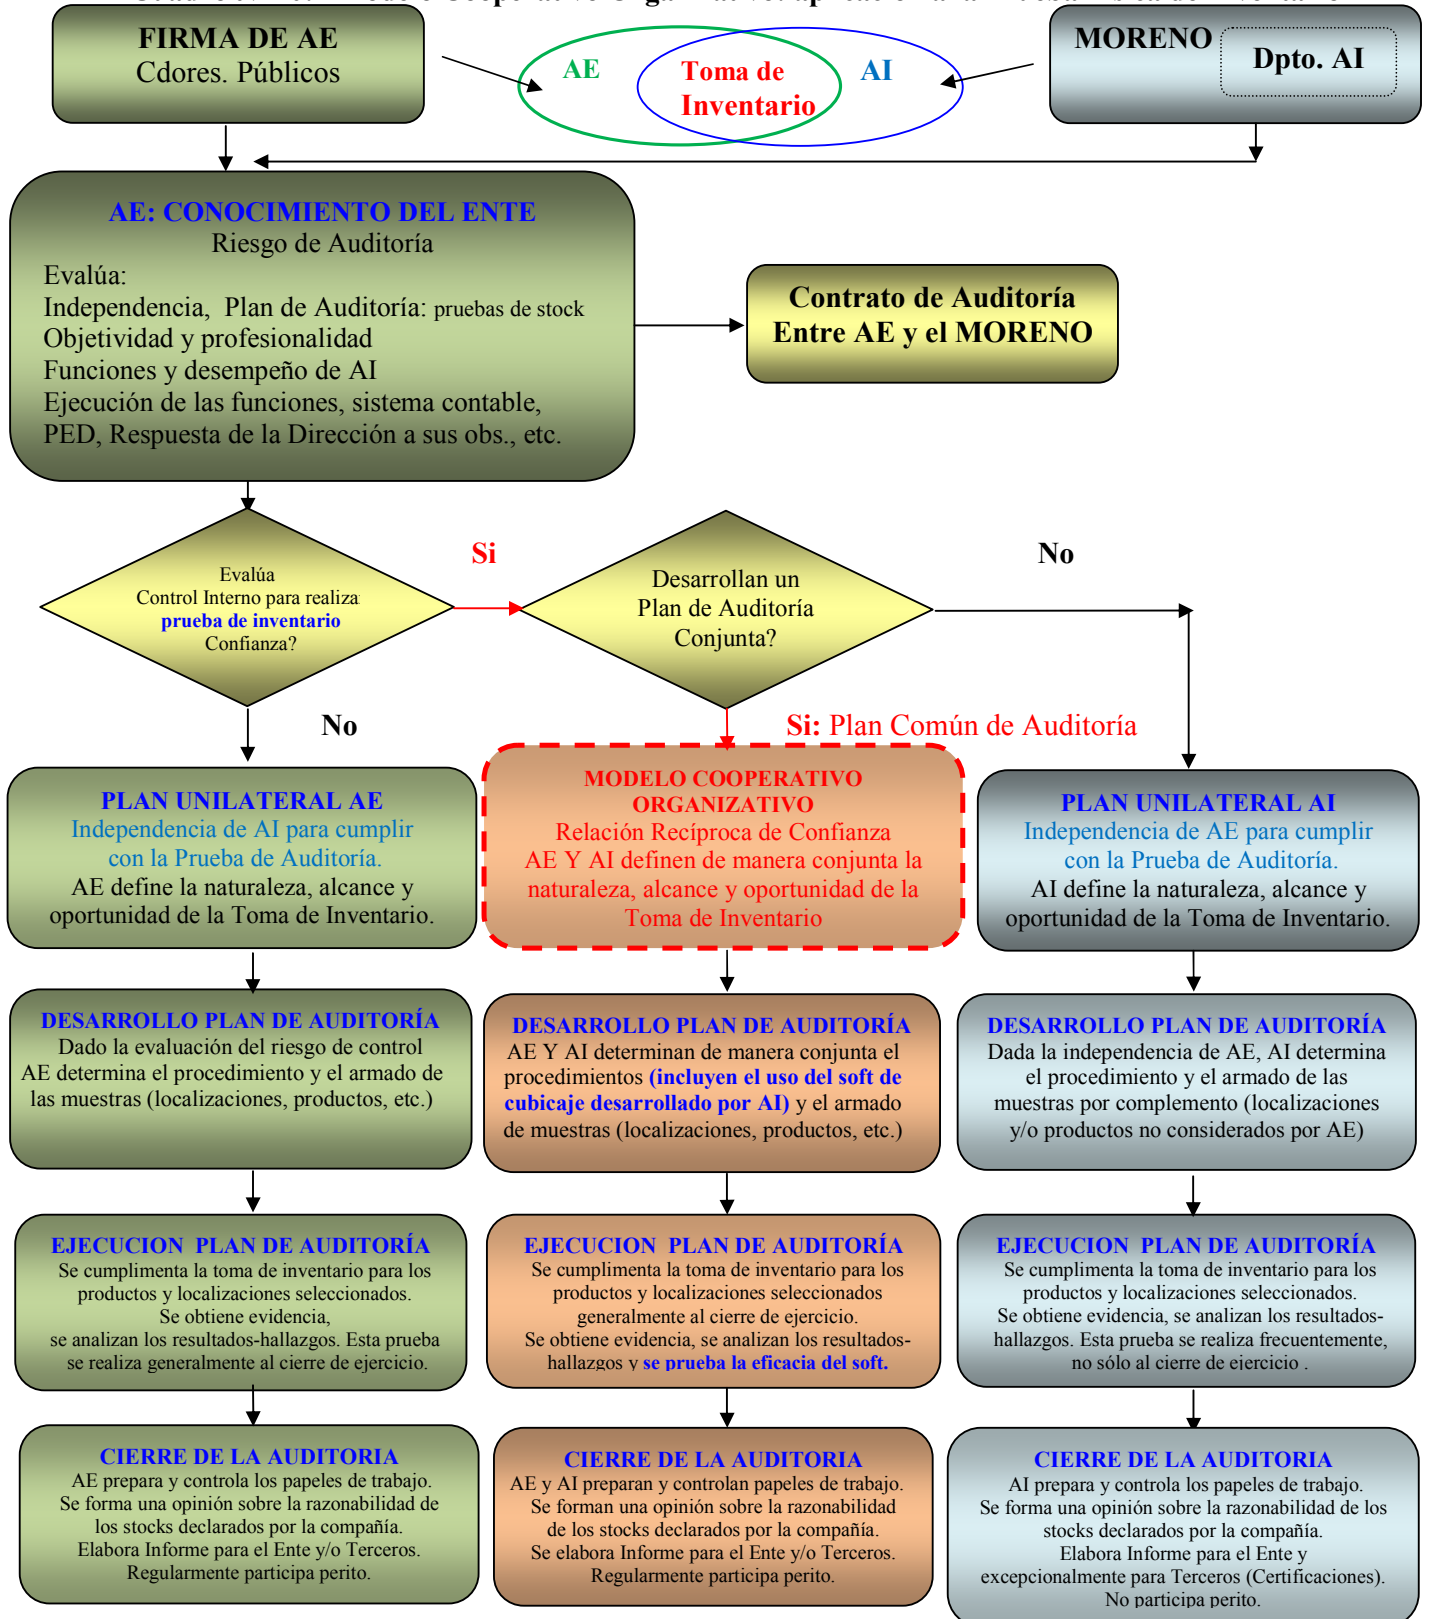 FIRMA DE AE
Cdores. Públicos
AE
Toma de
Inventario
AI
MORENO
Dpto. AI
AE: CONOCIMIENTO DEL ENTE
Riesgo de Auditoría
Evalúa:
Independencia, Plan de Auditoría: pruebas de stock
Objetividad y profesionalidad
Funciones y desempeño de AI
Ejecución de las funciones, sistema contable,
PED, Respuesta de la Dirección a sus obs., etc.
Contrato de Auditoría
Entre AE y el MORENO
Evalúa
Control Interno para realiza
prueba de inventario
Confianza?
Si
Desarrollan un
Plan de Auditoría
Conjunta?
No
No
Si: Plan Común de Auditoría
PLAN UNILATERAL AE
Independencia de AI para cumplir
con la Prueba de Auditoría.
AE define la naturaleza, alcance y
oportunidad de la Toma de Inventario.
MODELO COOPERATIVO
ORGANIZATIVO
Relación Recíproca de Confianza
AE Y AI definen de manera conjunta la
naturaleza, alcance y oportunidad de la
Toma de Inventario
PLAN UNILATERAL AI
Independencia de AE para cumplir
con la Prueba de Auditoría.
AI define la naturaleza, alcance y
oportunidad de la Toma de Inventario.
DESARROLLO PLAN DE AUDITORÍA
Dado la evaluación del riesgo de control
AE determina el procedimiento y el armado de
las muestras (localizaciones, productos, etc.)
DESARROLLO PLAN DE AUDITORÍA
AE Y AI determinan de manera conjunta el
procedimientos (incluyen el uso del soft de
cubicaje desarrollado por AI) y el armado
de muestras (localizaciones, productos, etc.)
DESARROLLO PLAN DE AUDITORÍA
Dada la independencia de AE, AI determina
el procedimiento y el armado de las
muestras por complemento (localizaciones
y/o productos no considerados por AE)
EJECUCION PLAN DE AUDITORÍA
Se cumplimenta la toma de inventario para los
productos y localizaciones seleccionados.
Se obtiene evidencia,
se analizan los resultados-hallazgos. Esta prueba
se realiza generalmente al cierre de ejercicio.
EJECUCION PLAN DE AUDITORÍA
Se cumplimenta la toma de inventario para los
productos y localizaciones seleccionados
generalmente al cierre de ejercicio.
Se obtiene evidencia, se analizan los resultados-
hallazgos y se prueba la eficacia del soft.
EJECUCION PLAN DE AUDITORÍA
Se cumplimenta la toma de inventario para los
productos y localizaciones seleccionados.
Se obtiene evidencia, se analizan los resultados-
hallazgos. Esta prueba se realiza frecuentemente,
no sólo al cierre de ejercicio .
CIERRE DE LA AUDITORIA
AE prepara y controla los papeles de trabajo.
Se forma una opinión sobre la razonabilidad de
los stocks declarados por la compañía.
Elabora Informe para el Ente y/o Terceros.
Regularmente participa perito.
CIERRE DE LA AUDITORIA
AE y AI preparan y controlan papeles de trabajo.
Se forman una opinión sobre la razonabilidad
de los stocks declarados por la compañía.
Se elabora Informe para el Ente y/o Terceros.
Regularmente participa perito.
CIERRE DE LA AUDITORIA
AI prepara y controla los papeles de trabajo.
Se forma una opinión sobre la razonabilidad de los
stocks declarados por la compañía.
Elabora Informe para el Ente y
excepcionalmente para Terceros (Certificaciones).
No participa perito.